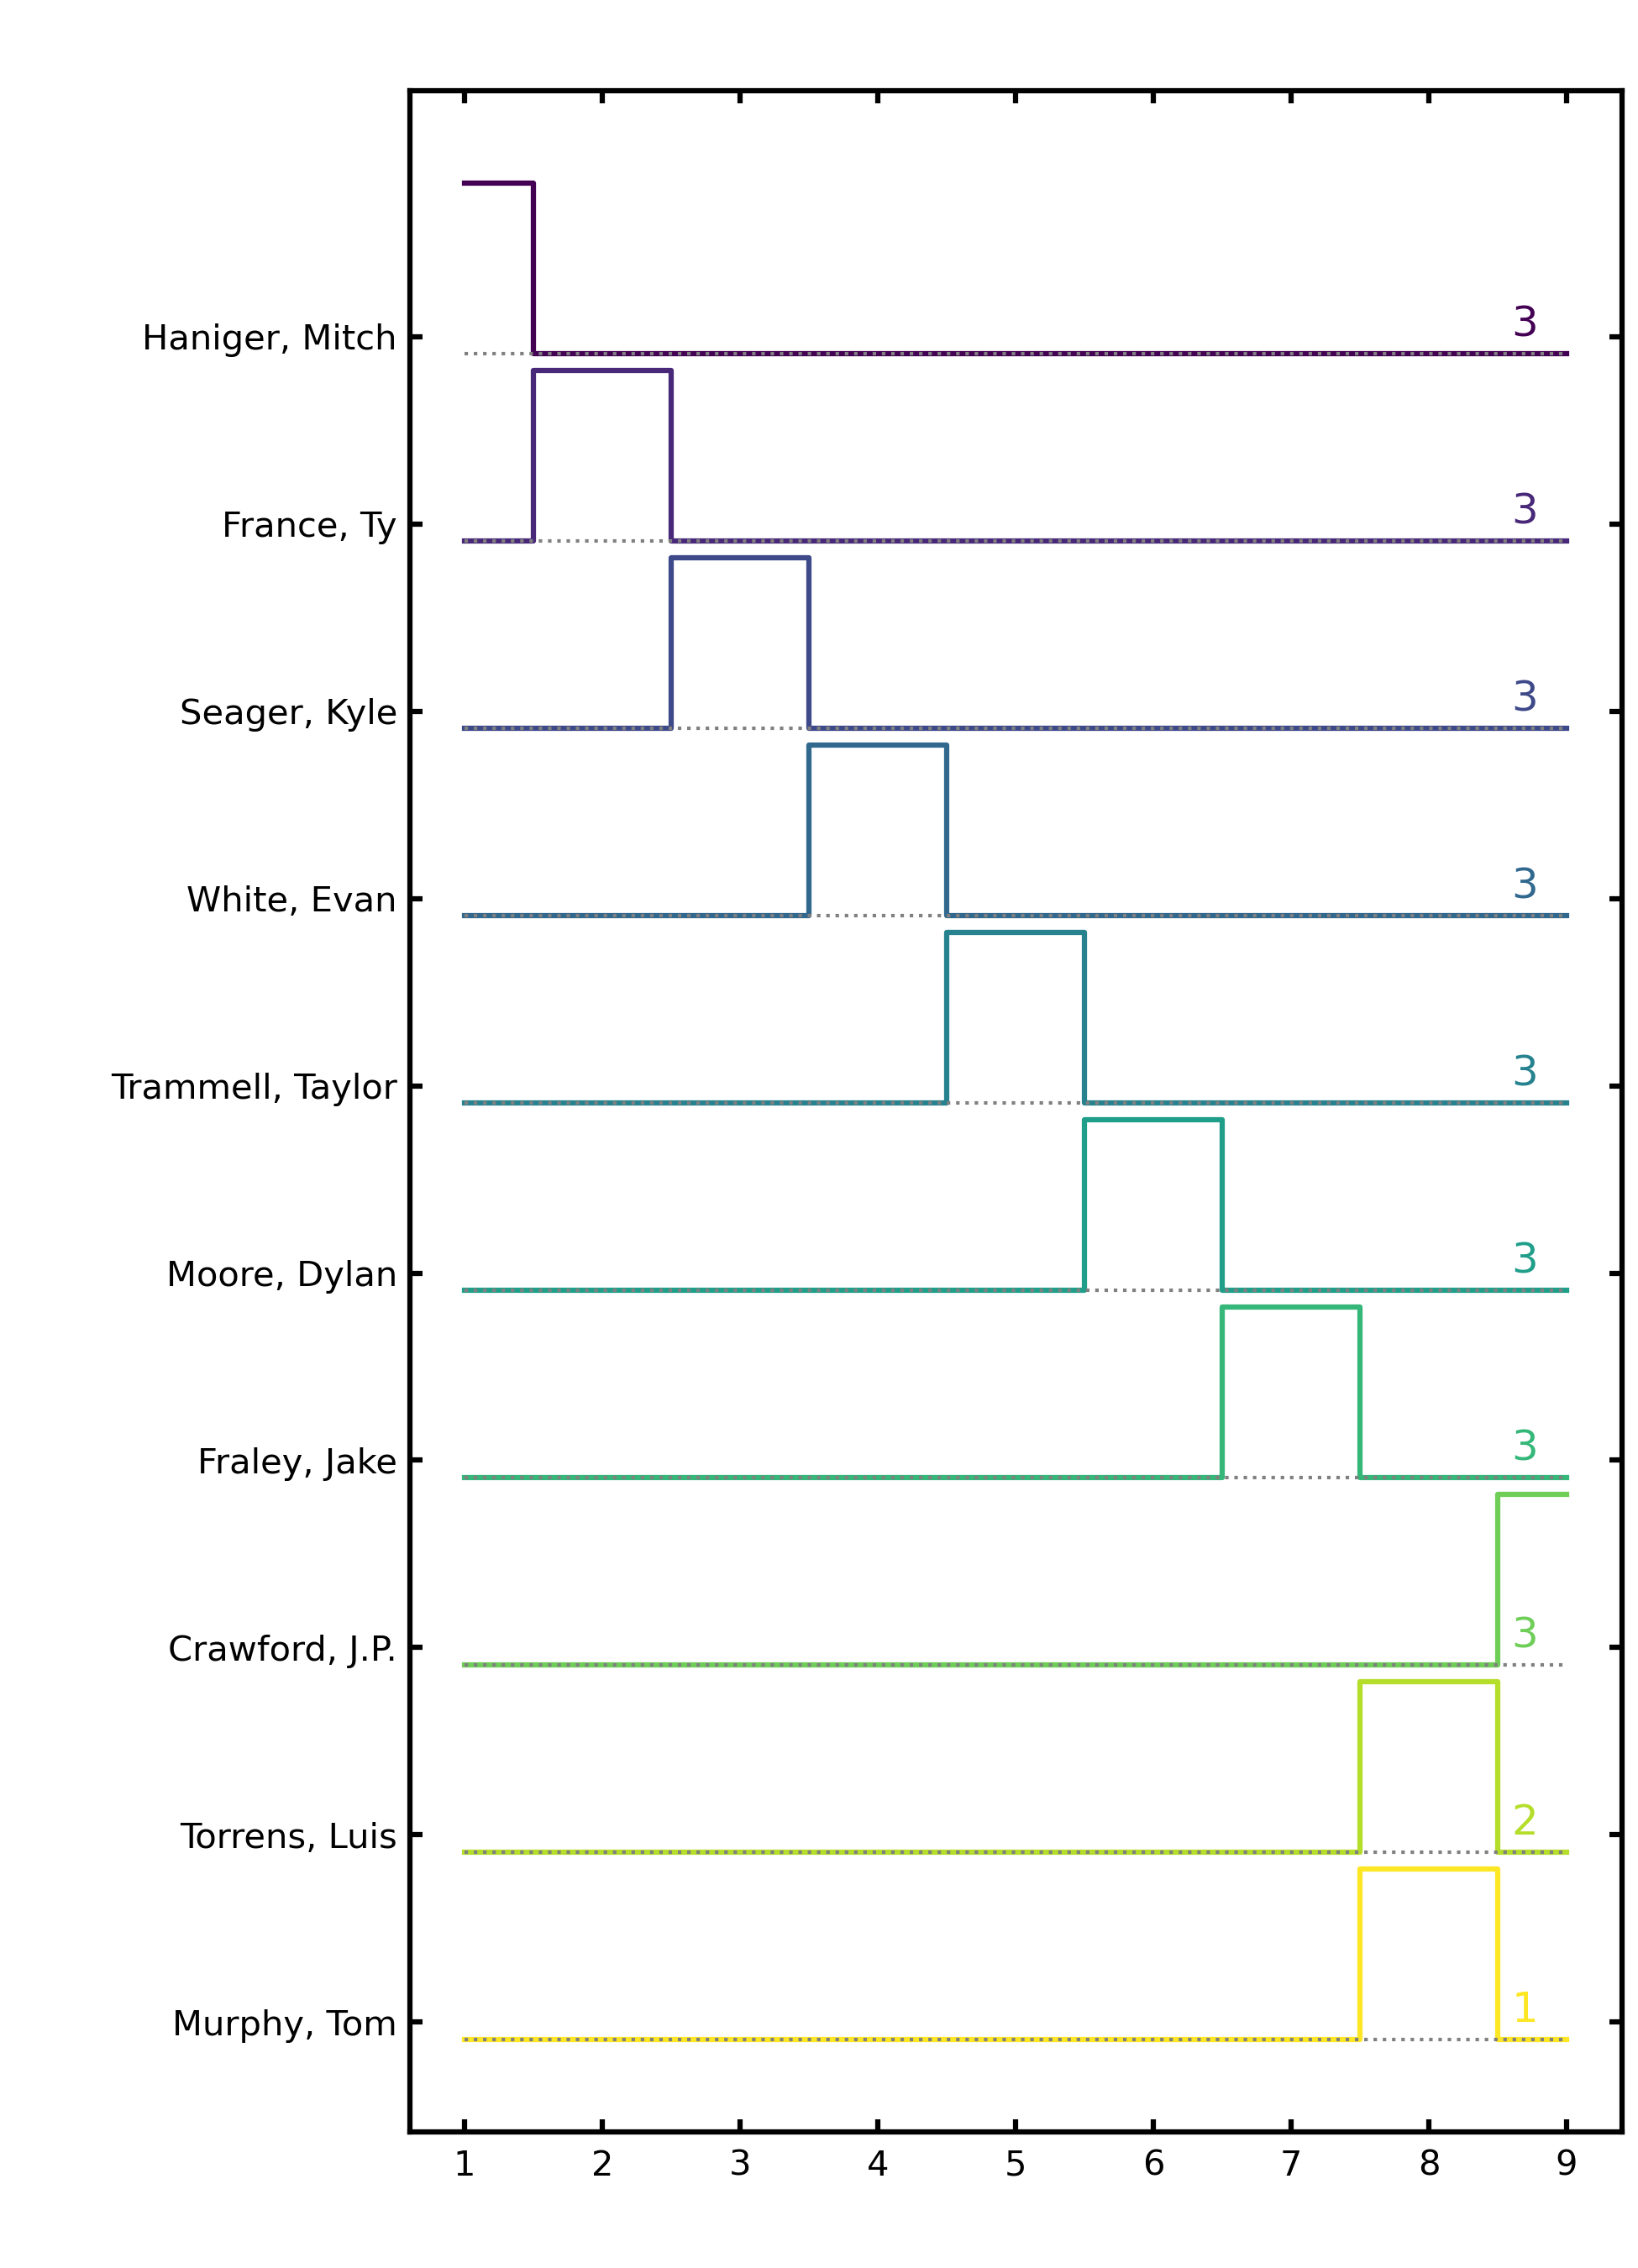 Haniger, Mitch 3
France, Ty 3
Seager, Kyle 3
White, Evan 3
Trammell, Taylor 3
Moore, Dylan 3
Fraley, Jake 3
Crawford, J.P. 3
Torrens, Luis 2
Murphy, Tom 1
1 2 3 4 5 6 7 8 9